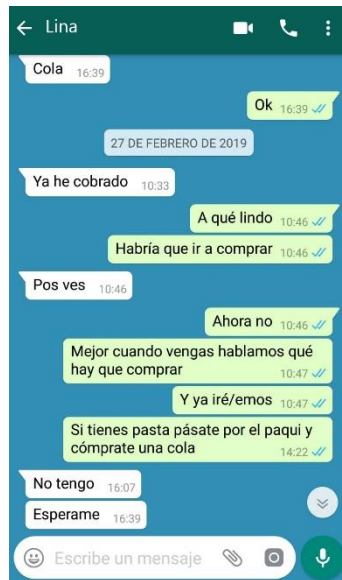 Lina
Cola 16:39
Ok 16:39
27 DE FEBRERO DE 2019
Ya he cobrado 10:33
A qué lindo 10:46
Habría que ir a comprar 10:46
Pos ves 10:46
Ahora no 10:46
Mejor cuando vengas hablamos qué
hay que comprar 10:47
Y ya iré/emos 10:47
Si tienes pasta pásate por el paqui y
cómprate una cola 14:22
No tengo 16:07
Esperame 16:39
Escribe un mensaje